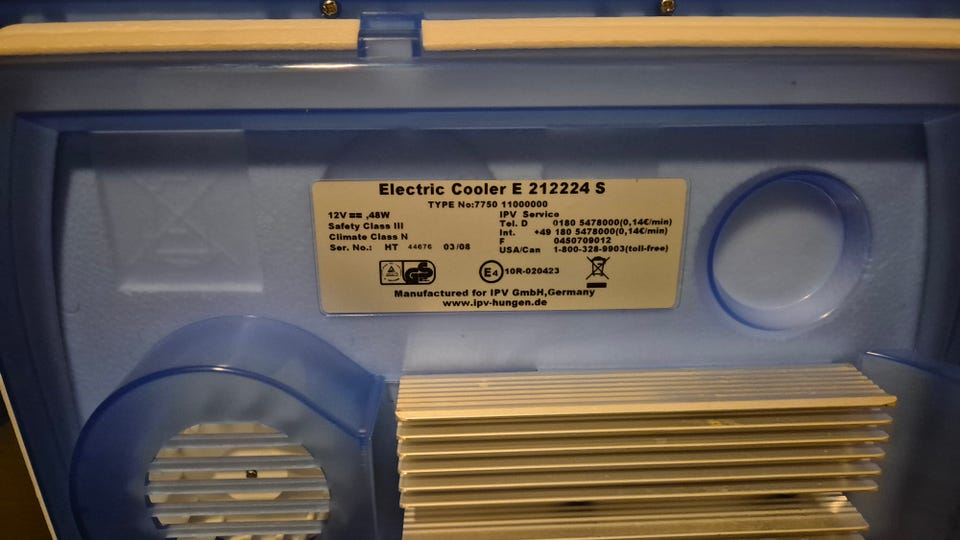 Electric Cooler E 212224 S
TYPE No:7750 11000000
12V ,48W
Safety Class III
Climate Class N
Ser. No.: HT 44676 03/08
IPV Service
Tel. D 0180 5478000(0,14€/min)
Int. +49 180 5478000(0,14€/min)
F 0450709012
USA/Can 1-800-328-9903(toll-free)
GS
E4 10R-020423
Manufactured for IPV GmbH,Germany
www.ipv-hungen.de